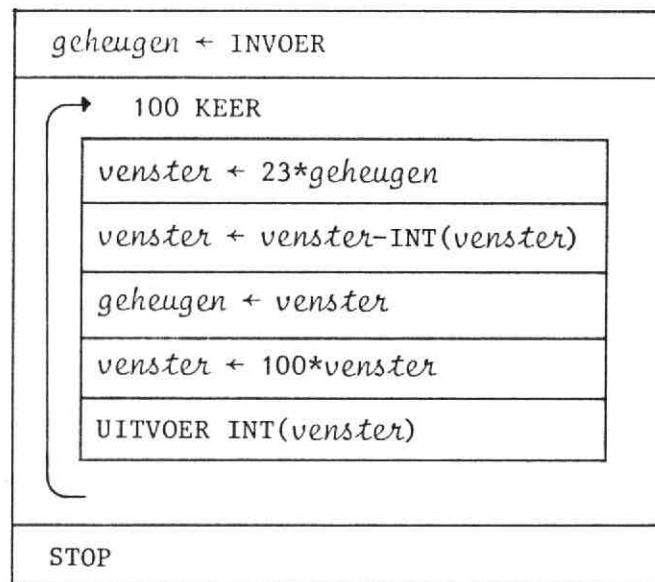 geheugen ← INVOER
100 KEER
venster ← 23*geheugen
venster ← venster-INT(venster)
geheugen ← venster
venster ← 100*venster
UITVOER INT(venster)
STOP